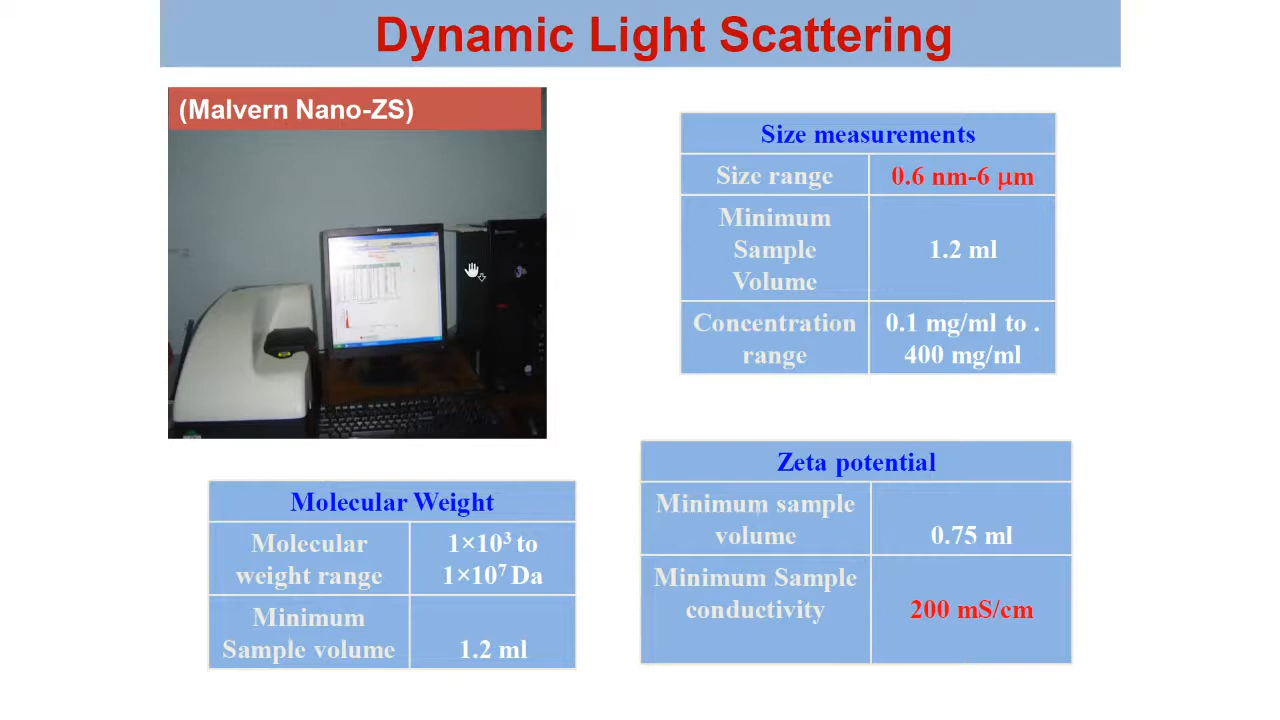 Dynamic Light Scattering
(Malvern Nano-ZS)
Size measurements
Size range
0.6 nm-6 μm
Minimum
Sample
Volume
1.2 ml
Concentration
range
0.1 mg/ml to .
400 mg/ml
Molecular Weight
Molecular
weight range
1×10³ to
1×10⁷ Da
Minimum
Sample volume
1.2 ml
Zeta potential
Minimum sample
volume
0.75 ml
Minimum Sample
conductivity
200 mS/cm